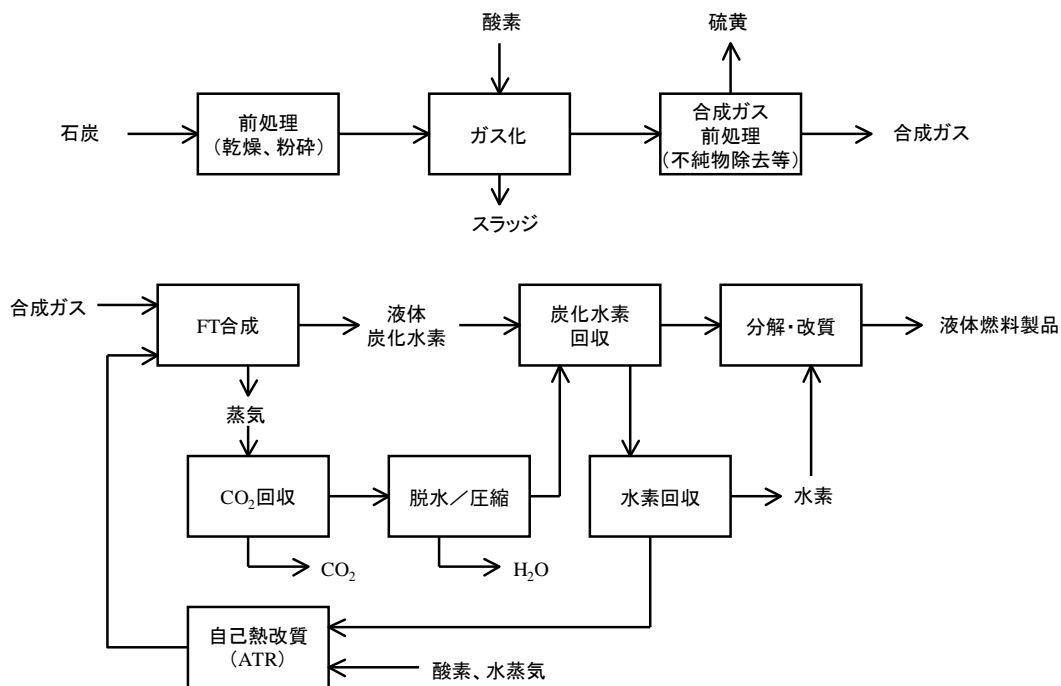 酸素
硫黄
石炭
前処理
（乾燥、粉砕）
ガス化
合成ガス
前処理
（不純物除去等）
合成ガス
スラッジ
合成ガス
FT合成
液体
炭化水素
炭化水素
回収
分解・改質
液体燃料製品
蒸気
CO₂回収
脱水／圧縮
水素回収
水素
CO₂
H₂O
自己熱改質
（ATR）
酸素、水蒸気